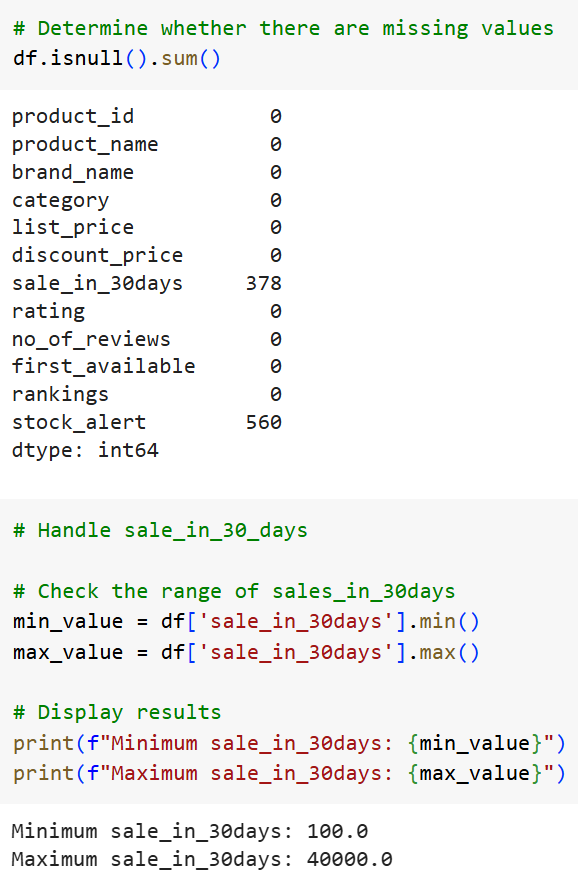 # Determine whether there are missing values
df.isnull().sum()
product_id 0
product_name 0
brand_name 0
category 0
list_price 0
discount_price 0
sale_in_30days 378
rating 0
no_of_reviews 0
first_available 0
rankings 0
stock_alert 560
dtype: int64
# Handle sale_in_30_days
# Check the range of sales_in_30days
min_value = df['sale_in_30days'].min()
max_value = df['sale_in_30days'].max()
# Display results
print(f"Minimum sale_in_30days: {min_value}")
print(f"Maximum sale_in_30days: {max_value}")
Minimum sale_in_30days: 100.0
Maximum sale_in_30days: 40000.0